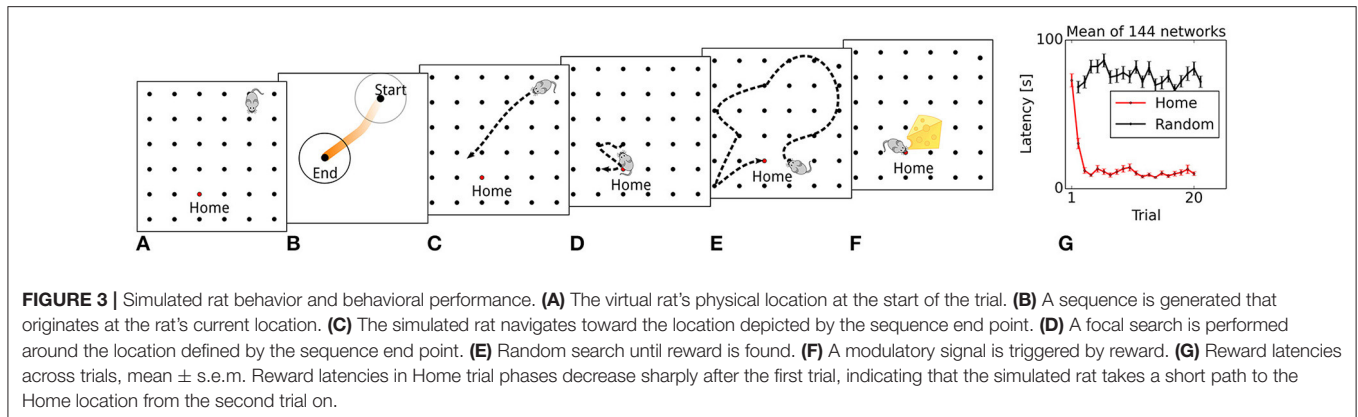 Start
End
Home
Home
Home
Home
Home
Mean of 144 networks
100
Latency [s]
Home
Random
0
1
20
Trial
A
B
C
D
E
F
G
FIGURE 3 | Simulated rat behavior and behavioral performance. (A) The virtual rat's physical location at the start of the trial. (B) A sequence is generated that
originates at the rat's current location. (C) The simulated rat navigates toward the location depicted by the sequence end point. (D) A focal search is performed
around the location defined by the sequence end point. (E) Random search until reward is found. (F) A modulatory signal is triggered by reward. (G) Reward latencies
across trials, mean ± s.e.m. Reward latencies in Home trial phases decrease sharply after the first trial, indicating that the simulated rat takes a short path to the
Home location from the second trial on.